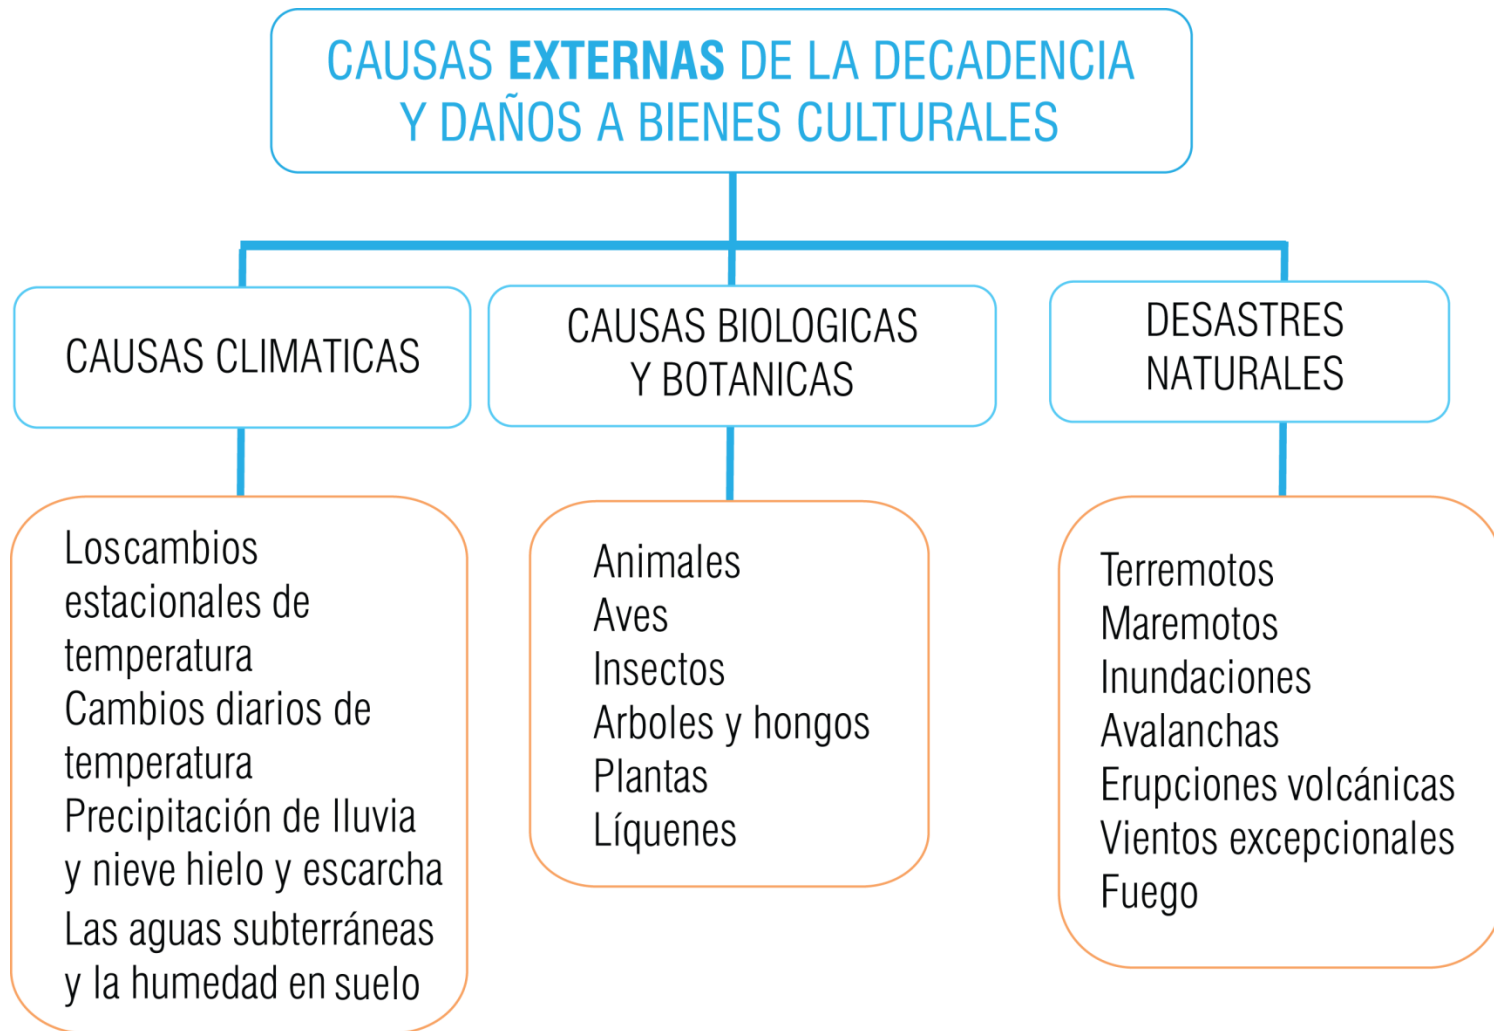 CAUSAS EXTERNAS DE LA DECADENCIA
Y DAÑOS A BIENES CULTURALES
CAUSAS CLIMATICAS
Loscambios
estacionales de
temperatura
Cambios diarios de
temperatura
Precipitación de lluvia
y nieve hielo y escarcha
Las aguas subterráneas
y la humedad en suelo
CAUSAS BIOLOGICAS
Y BOTANICAS
Animales
Aves
Insectos
Arboles y hongos
Plantas
Líquenes
DESASTRES
NATURALES
Terremotos
Maremotos
Inundaciones
Avalanchas
Erupciones volcánicas
Vientos excepcionales
Fuego